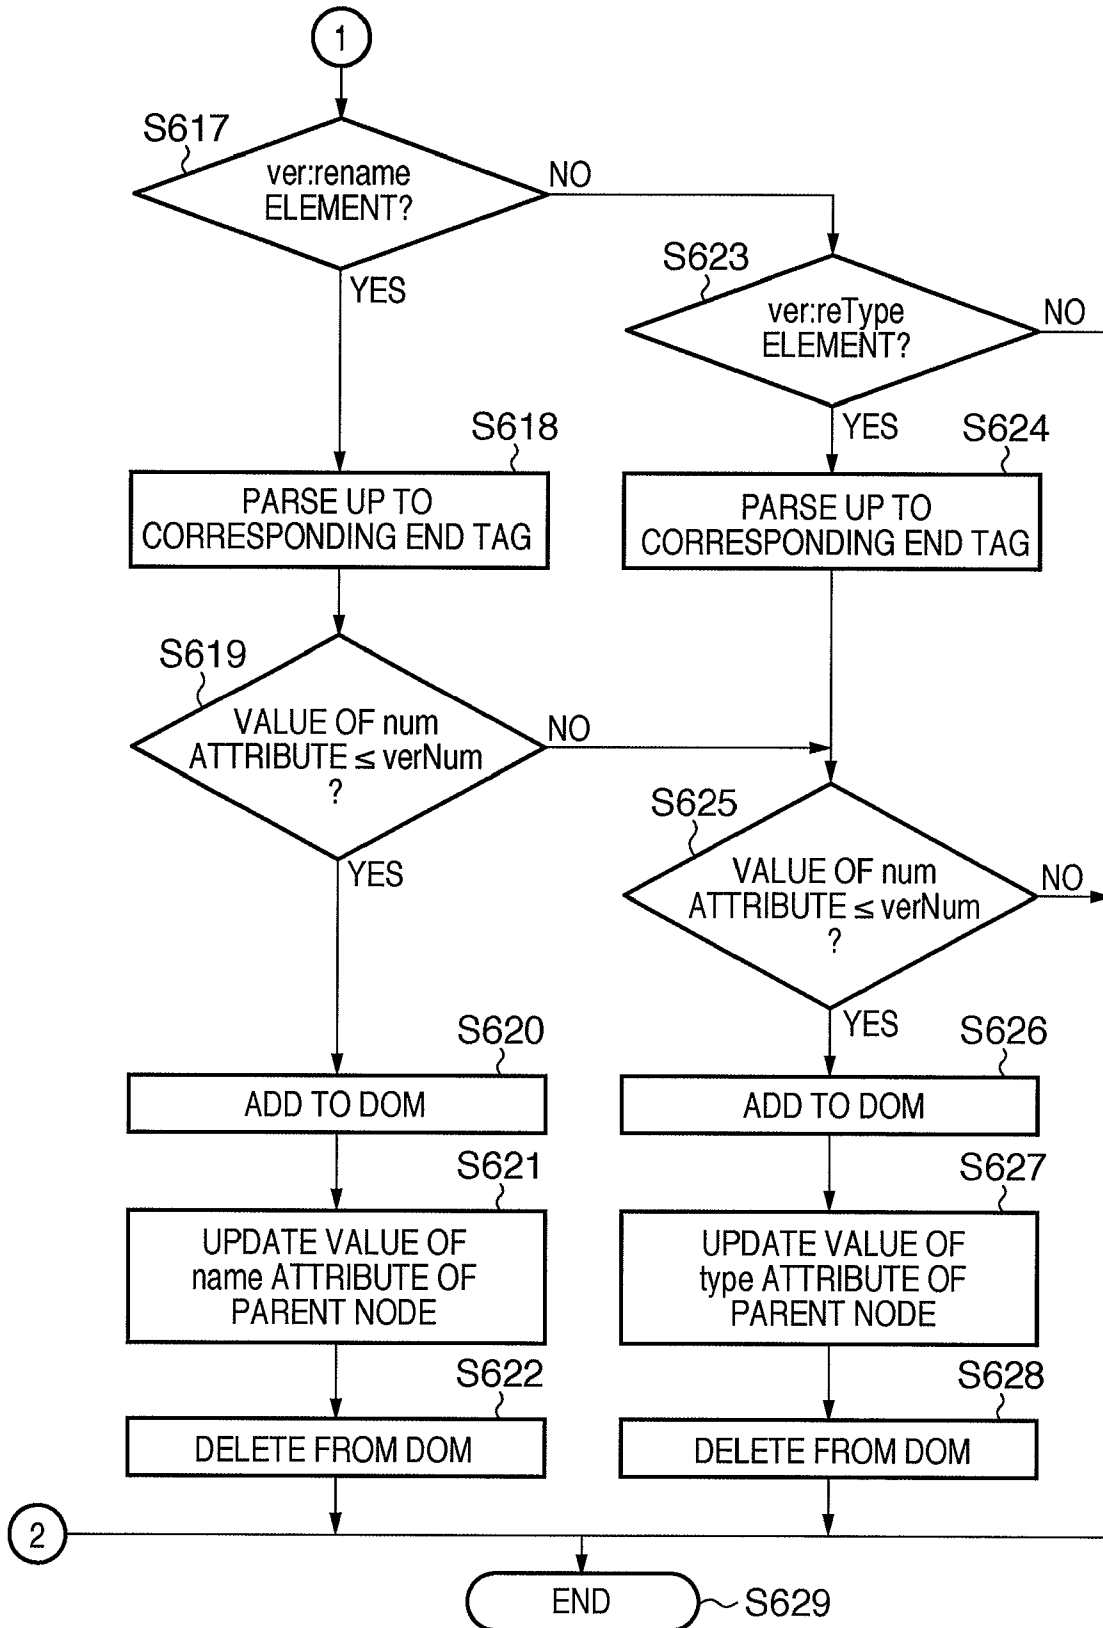 1
S617
ver:rename
ELEMENT?
NO
YES
S623
ver:reType
ELEMENT?
NO
YES
S618
PARSE UP TO
CORRESPONDING END TAG
S624
PARSE UP TO
CORRESPONDING END TAG
S619
VALUE OF num
ATTRIBUTE ≤ verNum
?
NO
YES
S625
VALUE OF num
ATTRIBUTE ≤ verNum
?
NO
YES
S620
ADD TO DOM
S626
ADD TO DOM
S621
UPDATE VALUE OF
name ATTRIBUTE OF
PARENT NODE
S627
UPDATE VALUE OF
type ATTRIBUTE OF
PARENT NODE
S622
DELETE FROM DOM
S628
DELETE FROM DOM
2
END
S629